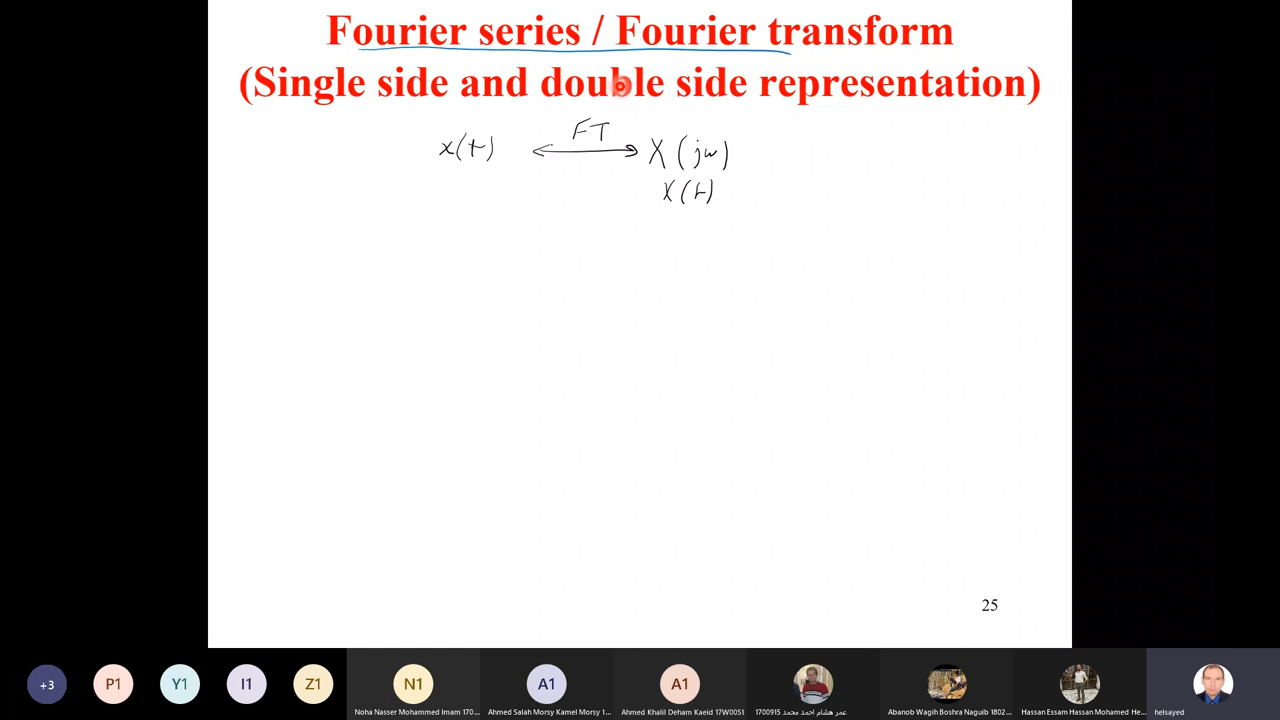 Fourier series / Fourier transform
(Single side and double side representation)
x(t) FT X(jw)
X(f)
25
+3 P1 Y1 I1 Z1 N1 A1 A1
Noha Nasser Mohammed Imam 170... Ahmed Salah Morsy Kamel Morsy 1... Ahmed Khalil Deham Kaeid 17W0051 عمر هشام احمد محمد 1700915 Abanob Wagih Boshra Naguib 1802... Hassan Essam Hassan Mohamed He... helsayed